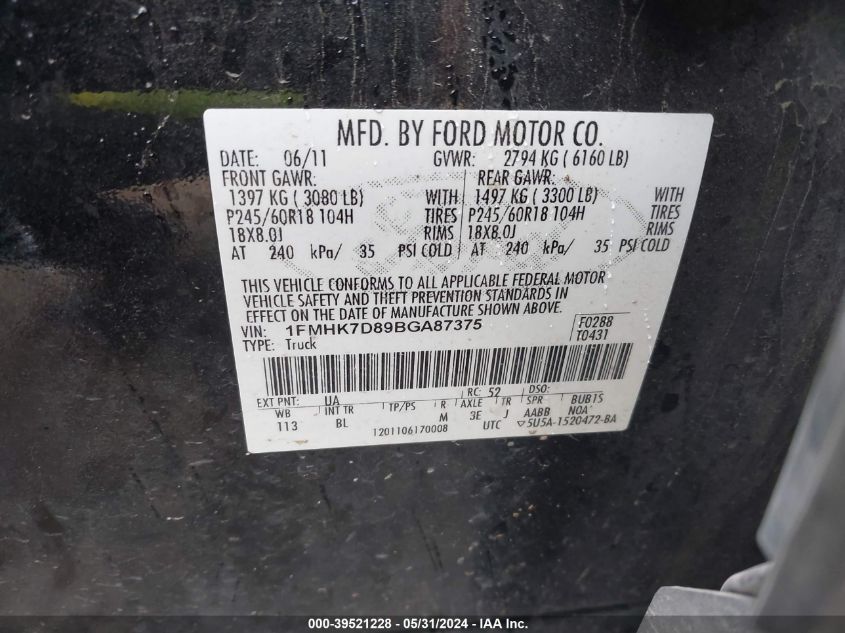 MFD. BY FORD MOTOR CO.
DATE: 06/11 GVWR: 2794 KG ( 6160 LB)
FRONT GAWR: REAR GAWR:
1397 KG ( 3080 LB) WITH 1497 KG ( 3300 LB) WITH
P245/60R18 104H TIRES P245/60R18 104H TIRES
18X8.0J RIMS 18X8.0J RIMS
AT 240 kPa/ 35 PSI COLD AT 240 kPa/ 35 PSI COLD
THIS VEHICLE CONFORMS TO ALL APPLICABLE FEDERAL MOTOR
VEHICLE SAFETY AND THEFT PREVENTION STANDARDS IN
EFFECT ON THE DATE OF MANUFACTURE SHOWN ABOVE.
VIN: 1FMHK7D89BGA87375 F0288
TYPE: Truck T0431
EXT PNT: UA RC: 52 DSO:
WB INT TR TP/PS R AXLE TR SPR BUB1S
113 BL M 3E J AABB NOA
1201106170008 UTC ▽5U5A-1520472-BA
000-39521228 - 05/31/2024 - IAAI.com